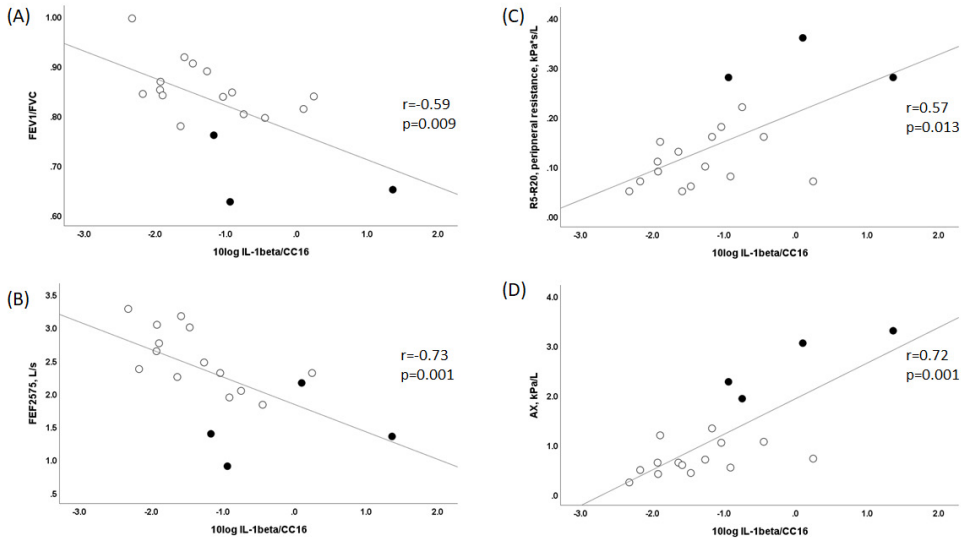 (A)
1.00
.90
.80
.70
.60
FEV1/FVC
r=-0.59
p=0.009
-3.0 -2.0 -1.0 .0 1.0 2.0
10log IL-1beta/CC16
(B)
3.5
3.0
2.5
2.0
1.5
1.0
.5
FEF2575, L/s
r=-0.73
p=0.001
-3.0 -2.0 -1.0 .0 1.0 2.0
10log IL-1beta/CC16
(C)
.40
.30
.20
.10
.00
R5-R20, peripneral resistance, kPa*s/L
r=0.57
p=0.013
-3.0 -2.0 -1.0 .0 1.0 2.0
10log IL-1beta/CC16
(D)
4.0
3.0
2.0
1.0
.0
AX, kPa/L
r=0.72
p=0.001
-3.0 -2.0 -1.0 .0 1.0 2.0
10log IL-1beta/CC16